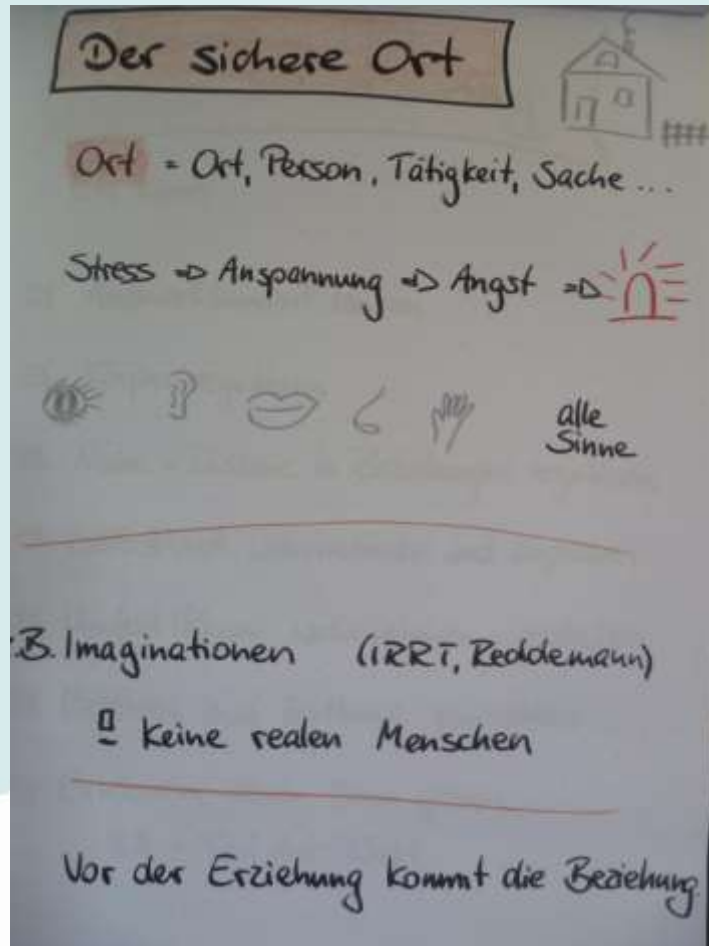 Der sichere Ort
Ort = Ort, Person, Tätigkeit, Sache ...
Stress => Anspannung => Angst =>
alle
Sinne
.B. Imaginationen (IRRT, Reddemann)
! keine realen Menschen
Vor der Erziehung kommt die Beziehung